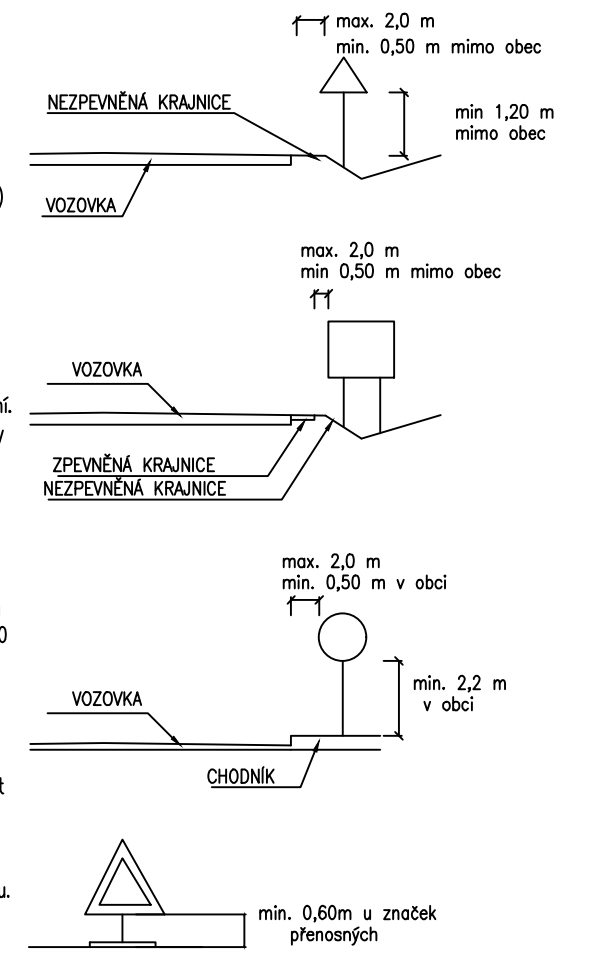 max. 2,0 m
min. 0,50 m mimo obec
NEZPEVNĚNÁ KRAJNICE
min 1,20 m
mimo obec
)
VOZOVKA
max. 2,0 m
min 0,50 m mimo obec
VOZOVKA
ní.
ZPEVNĚNÁ KRAJNICE
NEZPEVNĚNÁ KRAJNICE
max. 2,0 m
min. 0,50 m v obci
0
min. 2,2 m
v obci
VOZOVKA
CHODNÍK
t
u.
min. 0,60m u značek
přenosných